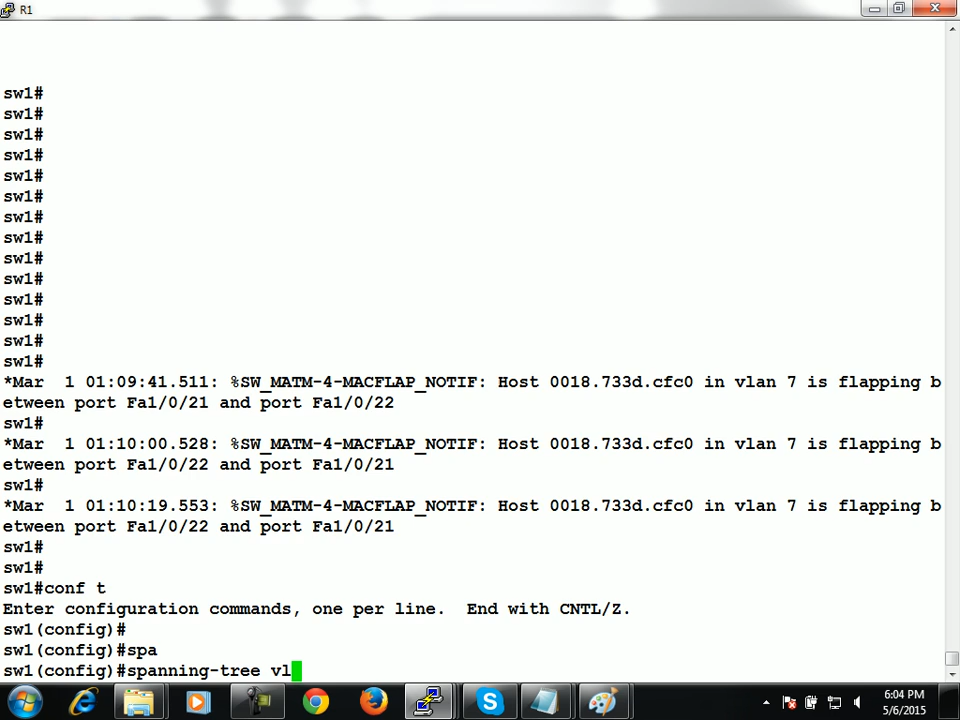 R1
sw1#
sw1#
sw1#
sw1#
sw1#
sw1#
sw1#
sw1#
sw1#
sw1#
sw1#
sw1#
sw1#
sw1#
*Mar  1 01:09:41.511: %SW_MATM-4-MACFLAP_NOTIF: Host 0018.733d.cfc0 in vlan 7 is flapping b
etween port Fa1/0/21 and port Fa1/0/22
sw1#
*Mar  1 01:10:00.528: %SW_MATM-4-MACFLAP_NOTIF: Host 0018.733d.cfc0 in vlan 7 is flapping b
etween port Fa1/0/22 and port Fa1/0/21
sw1#
*Mar  1 01:10:19.553: %SW_MATM-4-MACFLAP_NOTIF: Host 0018.733d.cfc0 in vlan 7 is flapping b
etween port Fa1/0/22 and port Fa1/0/21
sw1#
sw1#
sw1#conf t
Enter configuration commands, one per line.  End with CNTL/Z.
sw1(config)#
sw1(config)#spa
sw1(config)#spanning-tree vl
6:04 PM
5/6/2015